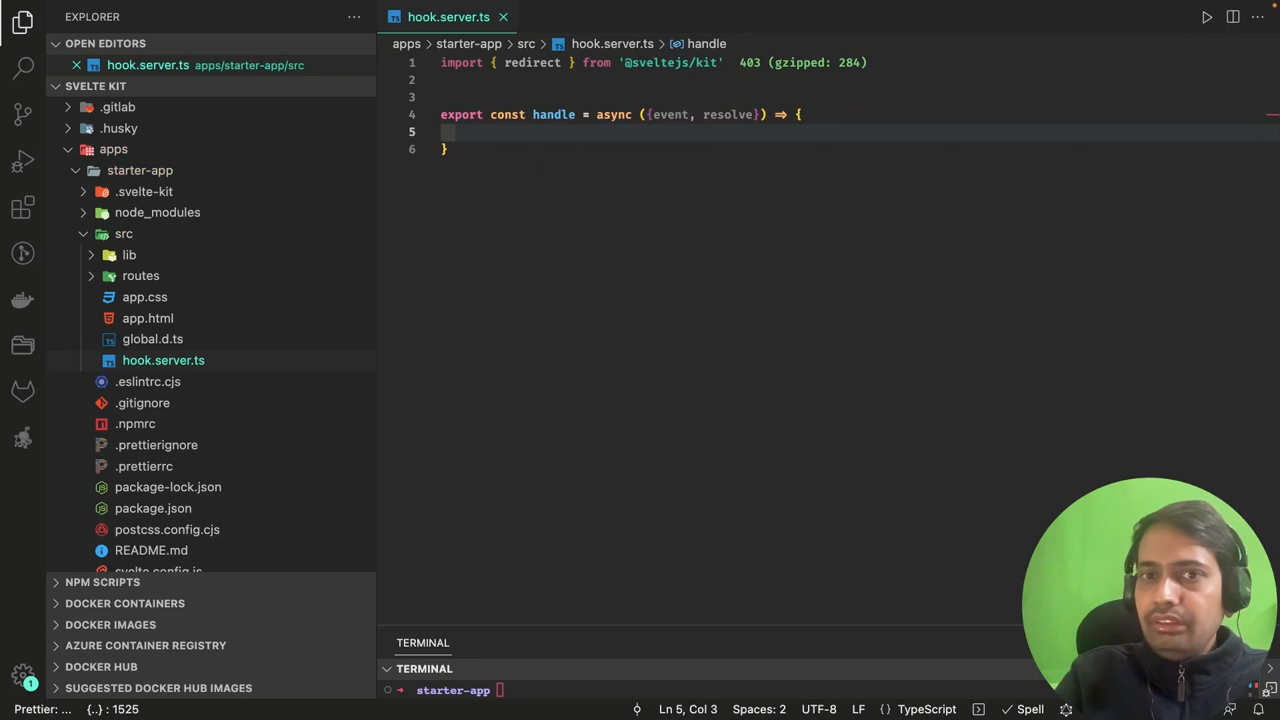 EXPLORER
OPEN EDITORS
hook.server.ts apps/starter-app/src
SVELTE KIT
.gitlab
.husky
apps
starter-app
.svelte-kit
node_modules
src
lib
routes
app.css
app.html
global.d.ts
hook.server.ts
.eslintrc.cjs
.gitignore
.npmrc
.prettierignore
.prettierrc
package-lock.json
package.json
postcss.config.cjs
README.md
svelte.config.js
NPM SCRIPTS
DOCKER CONTAINERS
DOCKER IMAGES
AZURE CONTAINER REGISTRY
DOCKER HUB
SUGGESTED DOCKER HUB IMAGES
hook.server.ts
apps > starter-app > src > hook.server.ts > handle
1 import { redirect } from '@sveltejs/kit' 403 (gzipped: 284)
2
3
4 export const handle = async ({event, resolve}) => {
5
6 }
TERMINAL
TERMINAL
→ starter-app
1
Prettier: ... {..} : 1525 Ln 5, Col 3 Spaces: 2 UTF-8 LF {} TypeScript Spell